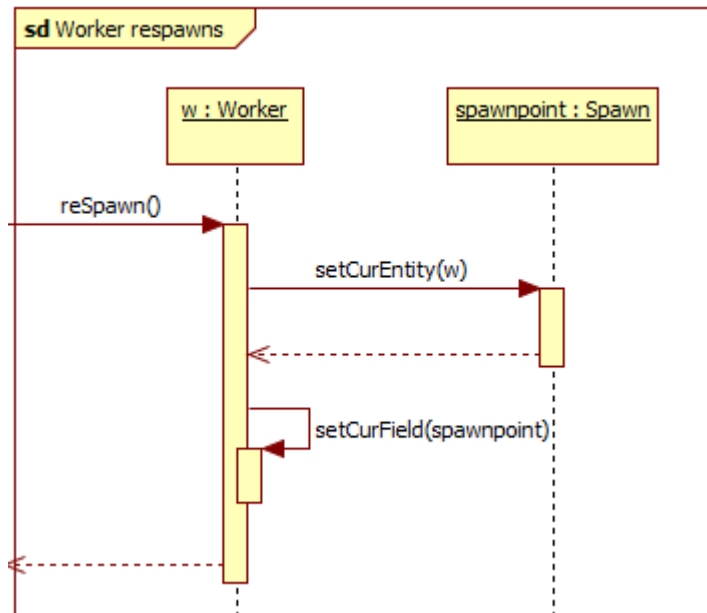 sd Worker respawns
w : Worker
spawnpoint : Spawn
reSpawn()
setCurEntity(w)
setCurField(spawnpoint)